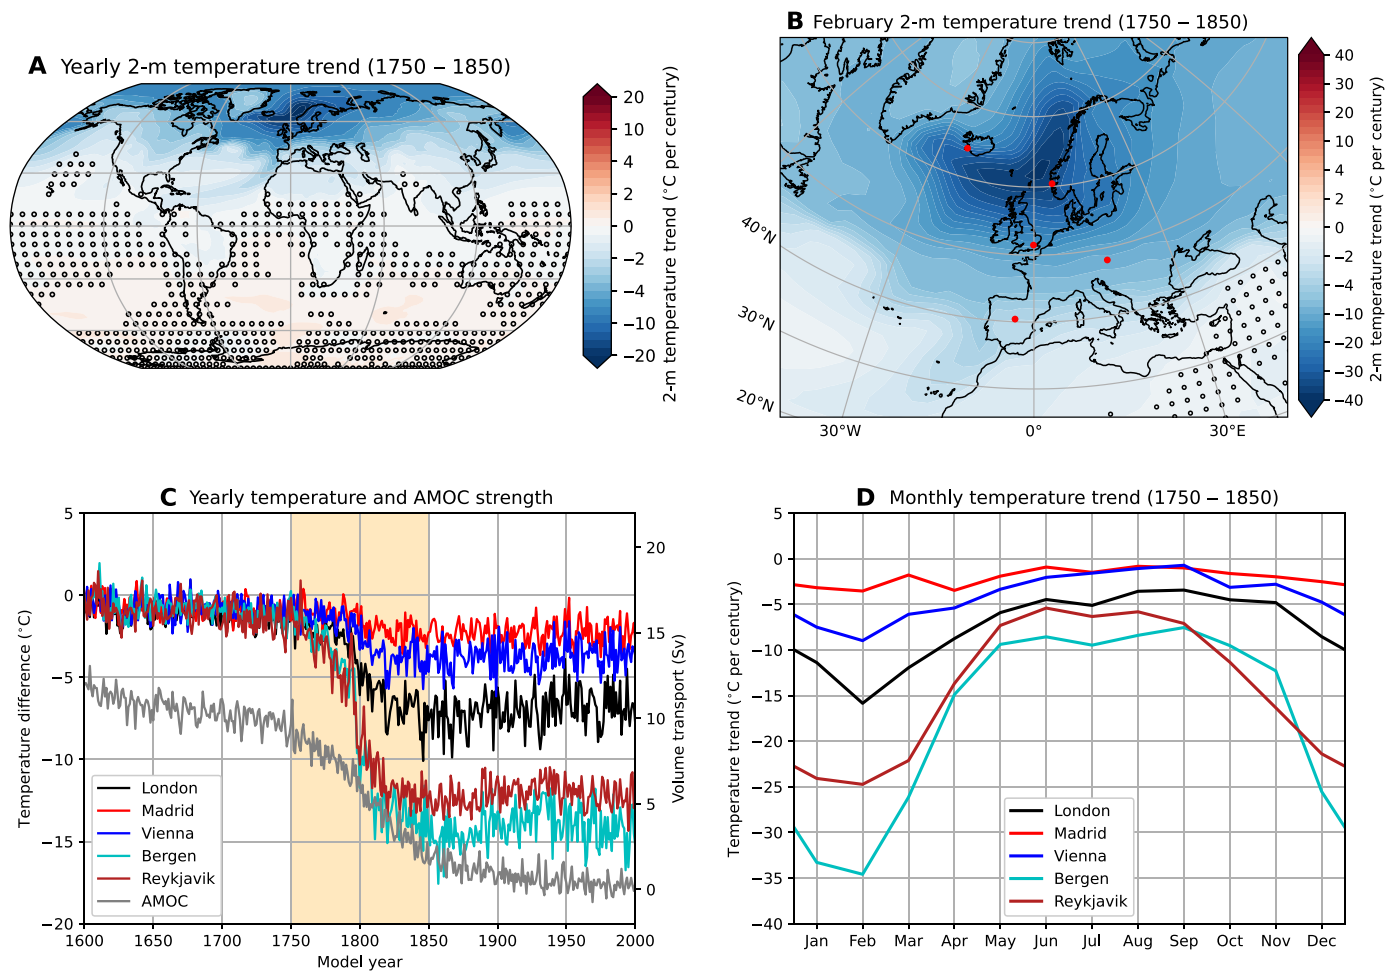 A Yearly 2-m temperature trend (1750 – 1850)
20
10
4
2
0
−2
−4
−10
−20
2-m temperature trend (°C per century)
B February 2-m temperature trend (1750 – 1850)
40°N
30°N
20°N
30°W
0°
30°E
40
30
20
10
2
0
−2
−10
−20
−30
−40
2-m temperature trend (°C per century)
C Yearly temperature and AMOC strength
Temperature difference (°C)
5
0
−5
−10
−15
−20
London
Madrid
Vienna
Bergen
Reykjavik
AMOC
1600
1650
1700
1750
1800
1850
1900
1950
2000
Model year
20
15
10
5
0
Volume transport (Sv)
D Monthly temperature trend (1750 – 1850)
Temperature trend (°C per century)
5
0
−5
−10
−15
−20
−25
−30
−35
−40
London
Madrid
Vienna
Bergen
Reykjavik
Jan
Feb
Mar
Apr
May
Jun
Jul
Aug
Sep
Oct
Nov
Dec